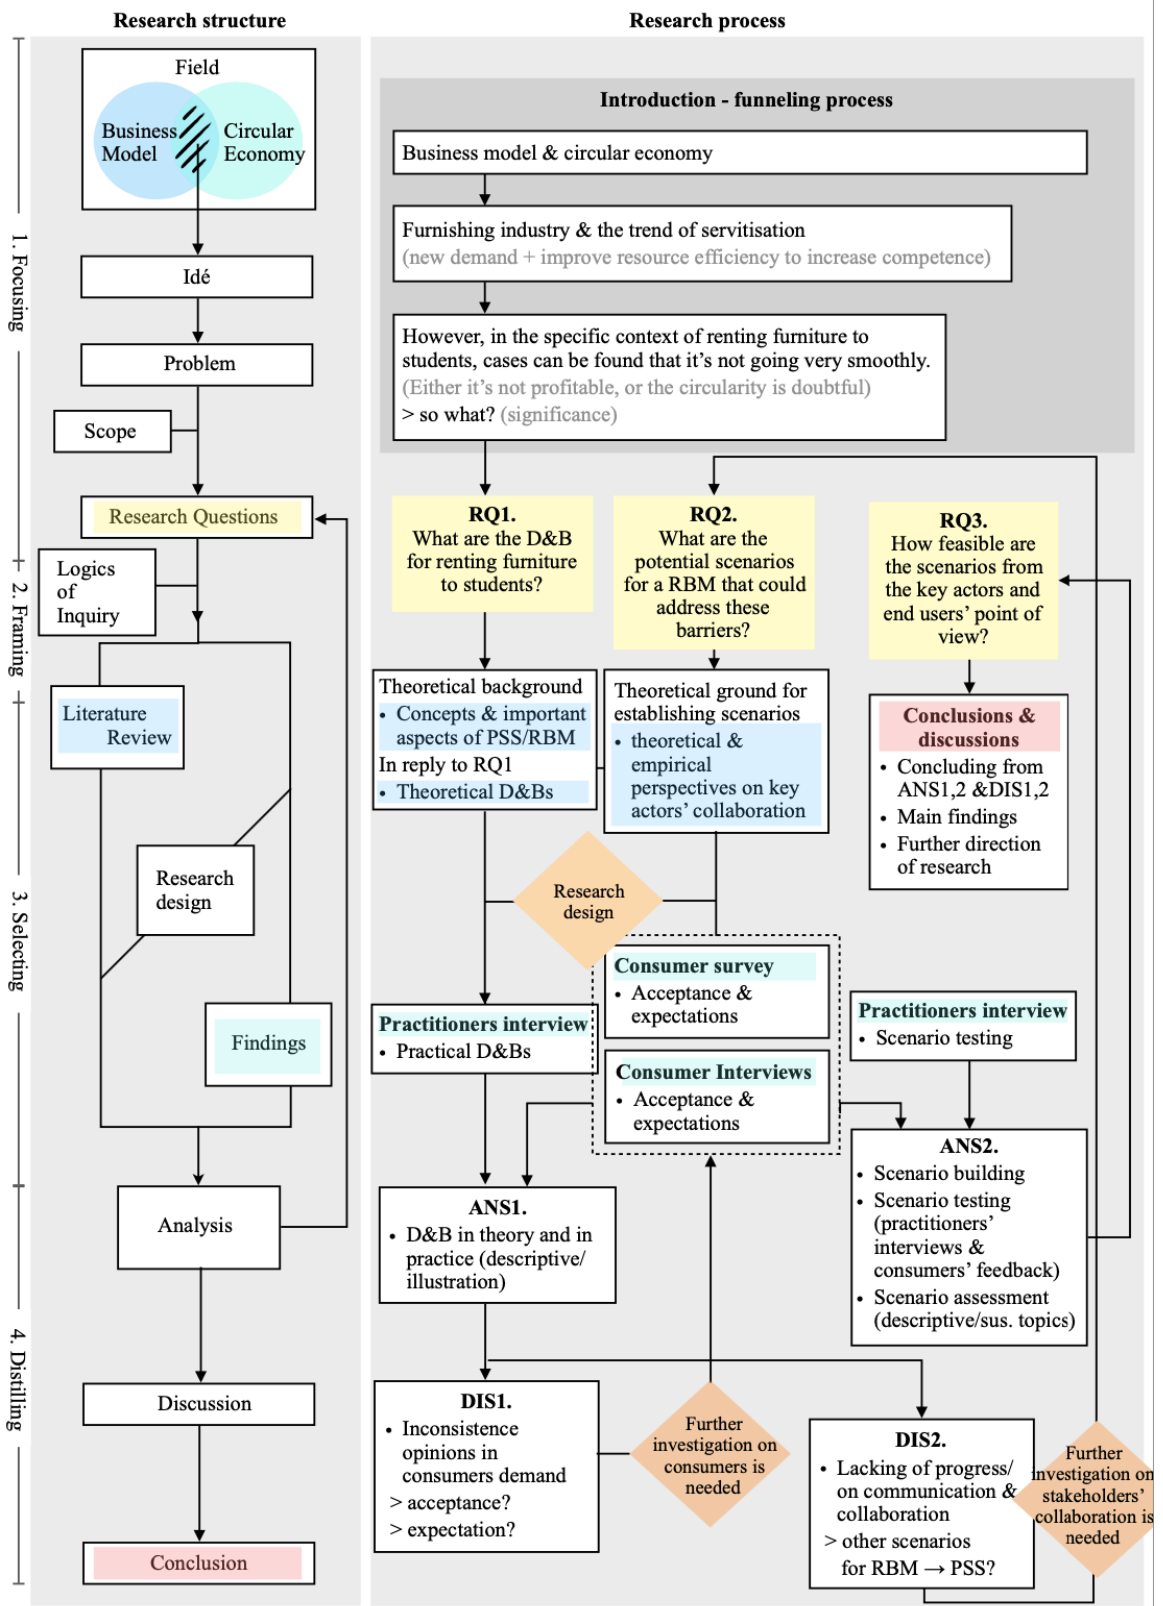 Research structure
Research process
1. Focusing
2. Framing
3. Selecting
4. Distilling
Field
Business
Model
Circular
Economy
Idé
Problem
Scope
Research Questions
Logics
of
Inquiry
Literature
Review
Research
design
Findings
Analysis
Discussion
Conclusion
Introduction - funneling process
Business model & circular economy
Furnishing industry & the trend of servitisation
(new demand + improve resource efficiency to increase competence)
However, in the specific context of renting furniture to
students, cases can be found that it’s not going very smoothly.
(Either it’s not profitable, or the circularity is doubtful)
> so what? (significance)
RQ1.
What are the D&B
for renting furniture
to students?
RQ2.
What are the
potential scenarios
for a RBM that could
address these
barriers?
RQ3.
How feasible are
the scenarios from
the key actors and
end users’ point of
view?
Theoretical background
• Concepts & important
aspects of PSS/RBM
In reply to RQ1
• Theoretical D&Bs
Theoretical ground for
establishing scenarios
• theoretical &
empirical
perspectives on key
actors’ collaboration
Conclusions &
discussions
• Concluding from
ANS1,2 &DIS1,2
• Main findings
• Further direction
of research
Research
design
Consumer survey
• Acceptance &
expectations
Practitioners interview
• Practical D&Bs
Consumer Interviews
• Acceptance &
expectations
Practitioners interview
• Scenario testing
ANS1.
• D&B in theory and in
practice (descriptive/
illustration)
ANS2.
• Scenario building
• Scenario testing
(practitioners’
interviews &
consumers’ feedback)
• Scenario assessment
(descriptive/sus. topics)
DIS1.
• Inconsistence
opinions in
consumers demand
> acceptance?
> expectation?
Further
investigation on
consumers is
needed
DIS2.
• Lacking of progress/
on communication &
collaboration
> other scenarios
for RBM → PSS?
Further
investigation on
stakeholders’
collaboration is
needed